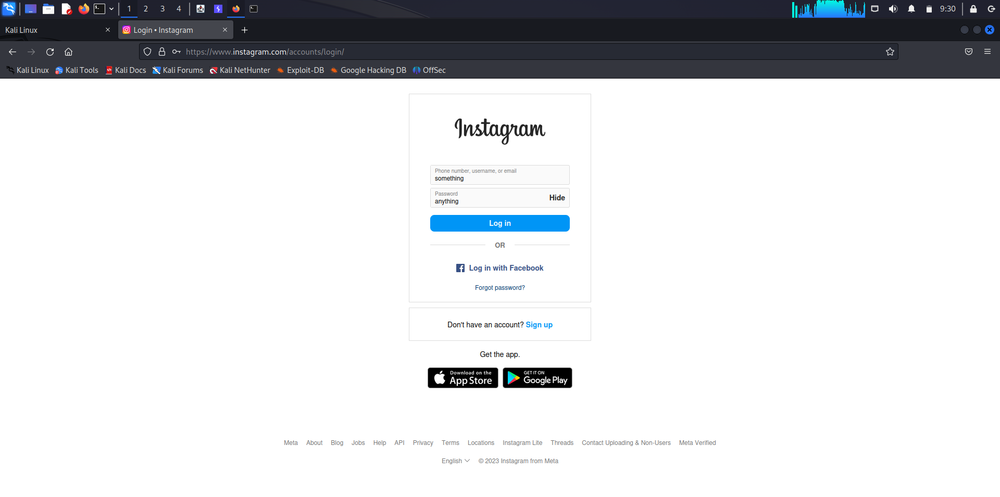 1 2 3 4 9:30
Kali Linux Login • Instagram
https://www.instagram.com/accounts/login/
Kali Linux Kali Tools Kali Docs Kali Forums Kali NetHunter Exploit-DB Google Hacking DB OffSec
Instagram
Phone number, username, or email
something
Password
anything
Hide
Log in
OR
Log in with Facebook
Forgot password?
Don't have an account? Sign up
Get the app.
Download on the
App Store
GET IT ON
Google Play
Meta About Blog Jobs Help API Privacy Terms Locations Instagram Lite Threads Contact Uploading & Non-Users Meta Verified
English © 2023 Instagram from Meta